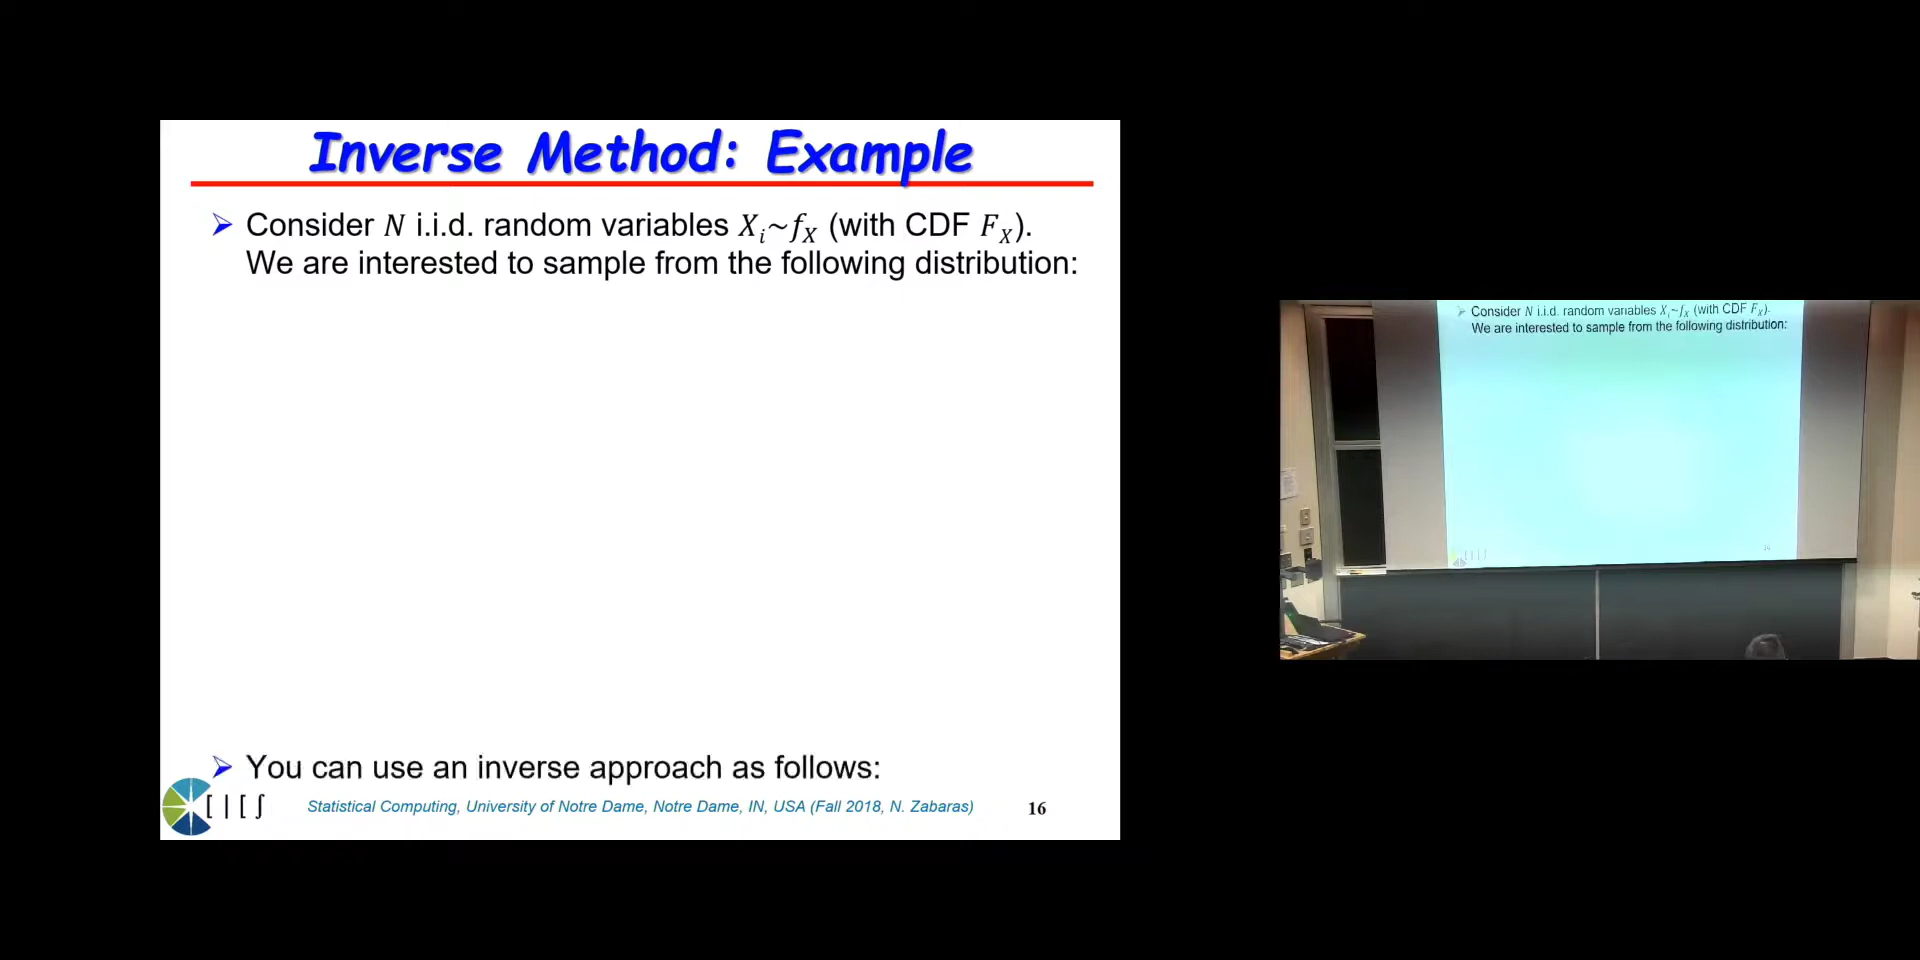 Inverse Method: Example
➢ Consider N i.i.d. random variables X_i~f_X (with CDF F_X).
We are interested to sample from the following distribution:
➢ You can use an inverse approach as follows:
CICS
Statistical Computing, University of Notre Dame, Notre Dame, IN, USA (Fall 2018, N. Zabaras)
16
➢ Consider N i.i.d. random variables X_i~f_X (with CDF F_X).
We are interested to sample from the following distribution: